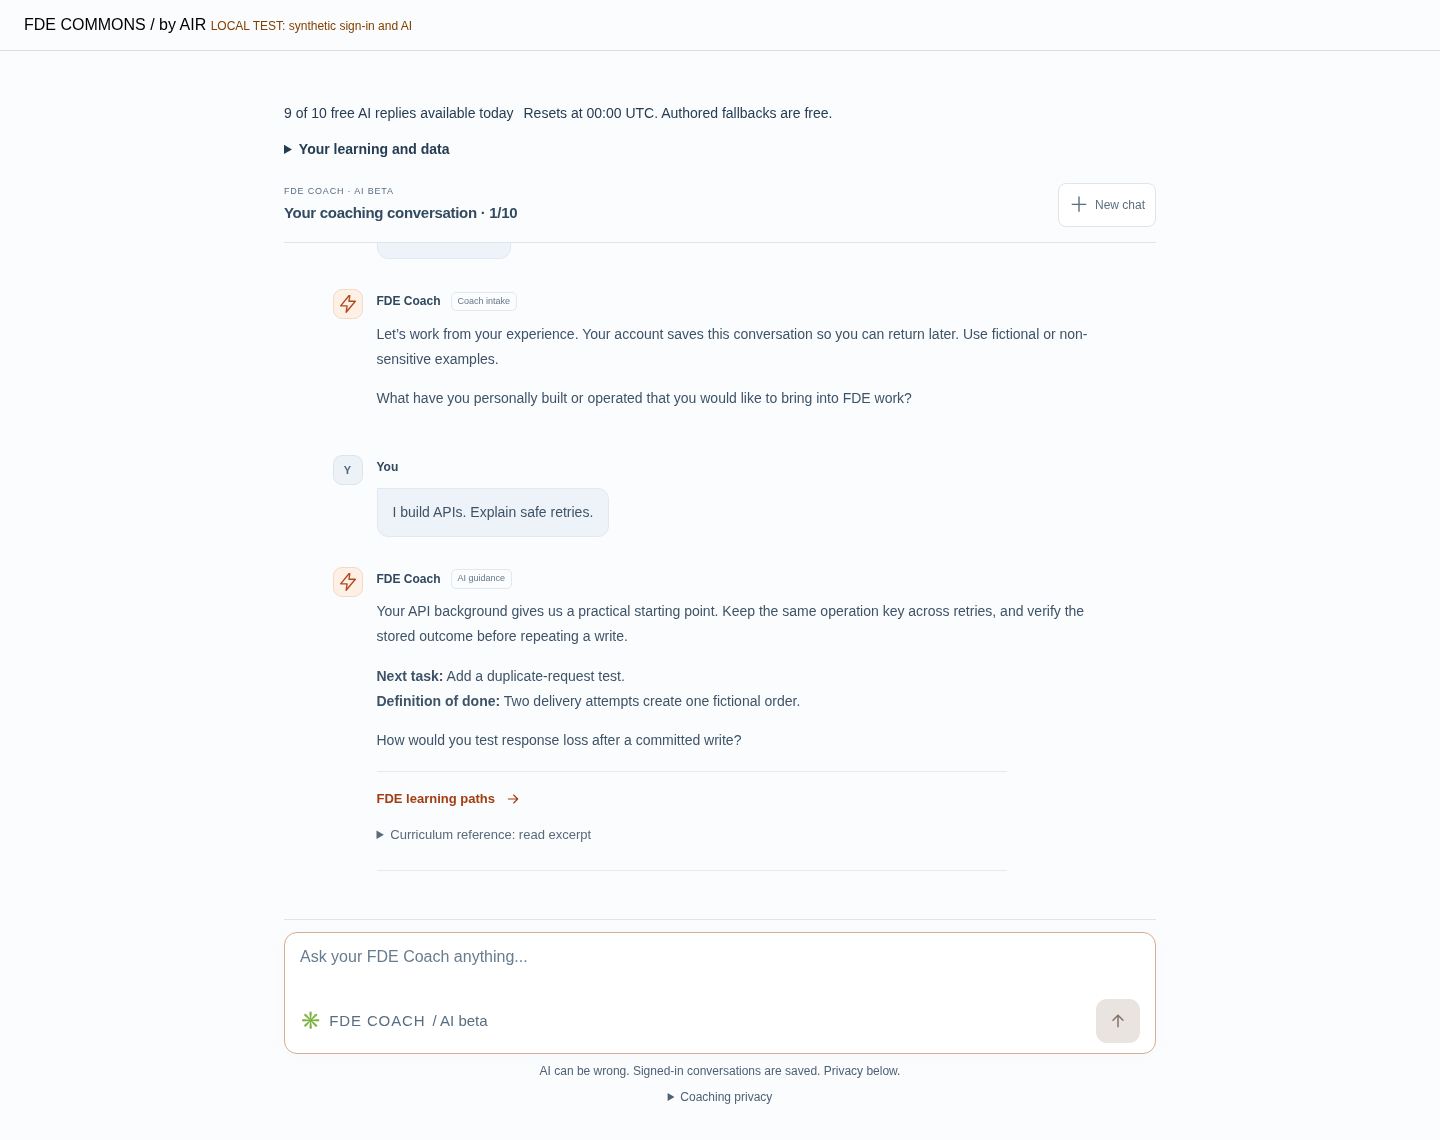 FDE COMMONS / by AIR LOCAL TEST: synthetic sign-in and AI
9 of 10 free AI replies available today Resets at 00:00 UTC. Authored fallbacks are free.
Your learning and data
FDE COACH · AI BETA
Your coaching conversation · 1/10
New chat
FDE Coach Coach intake
Let’s work from your experience. Your account saves this conversation so you can return later. Use fictional or non-
sensitive examples.
What have you personally built or operated that you would like to bring into FDE work?
Y You
I build APIs. Explain safe retries.
FDE Coach AI guidance
Your API background gives us a practical starting point. Keep the same operation key across retries, and verify the
stored outcome before repeating a write.
Next task: Add a duplicate-request test.
Definition of done: Two delivery attempts create one fictional order.
How would you test response loss after a committed write?
FDE learning paths
Curriculum reference: read excerpt
Ask your FDE Coach anything...
FDE COACH / AI beta
AI can be wrong. Signed-in conversations are saved. Privacy below.
Coaching privacy